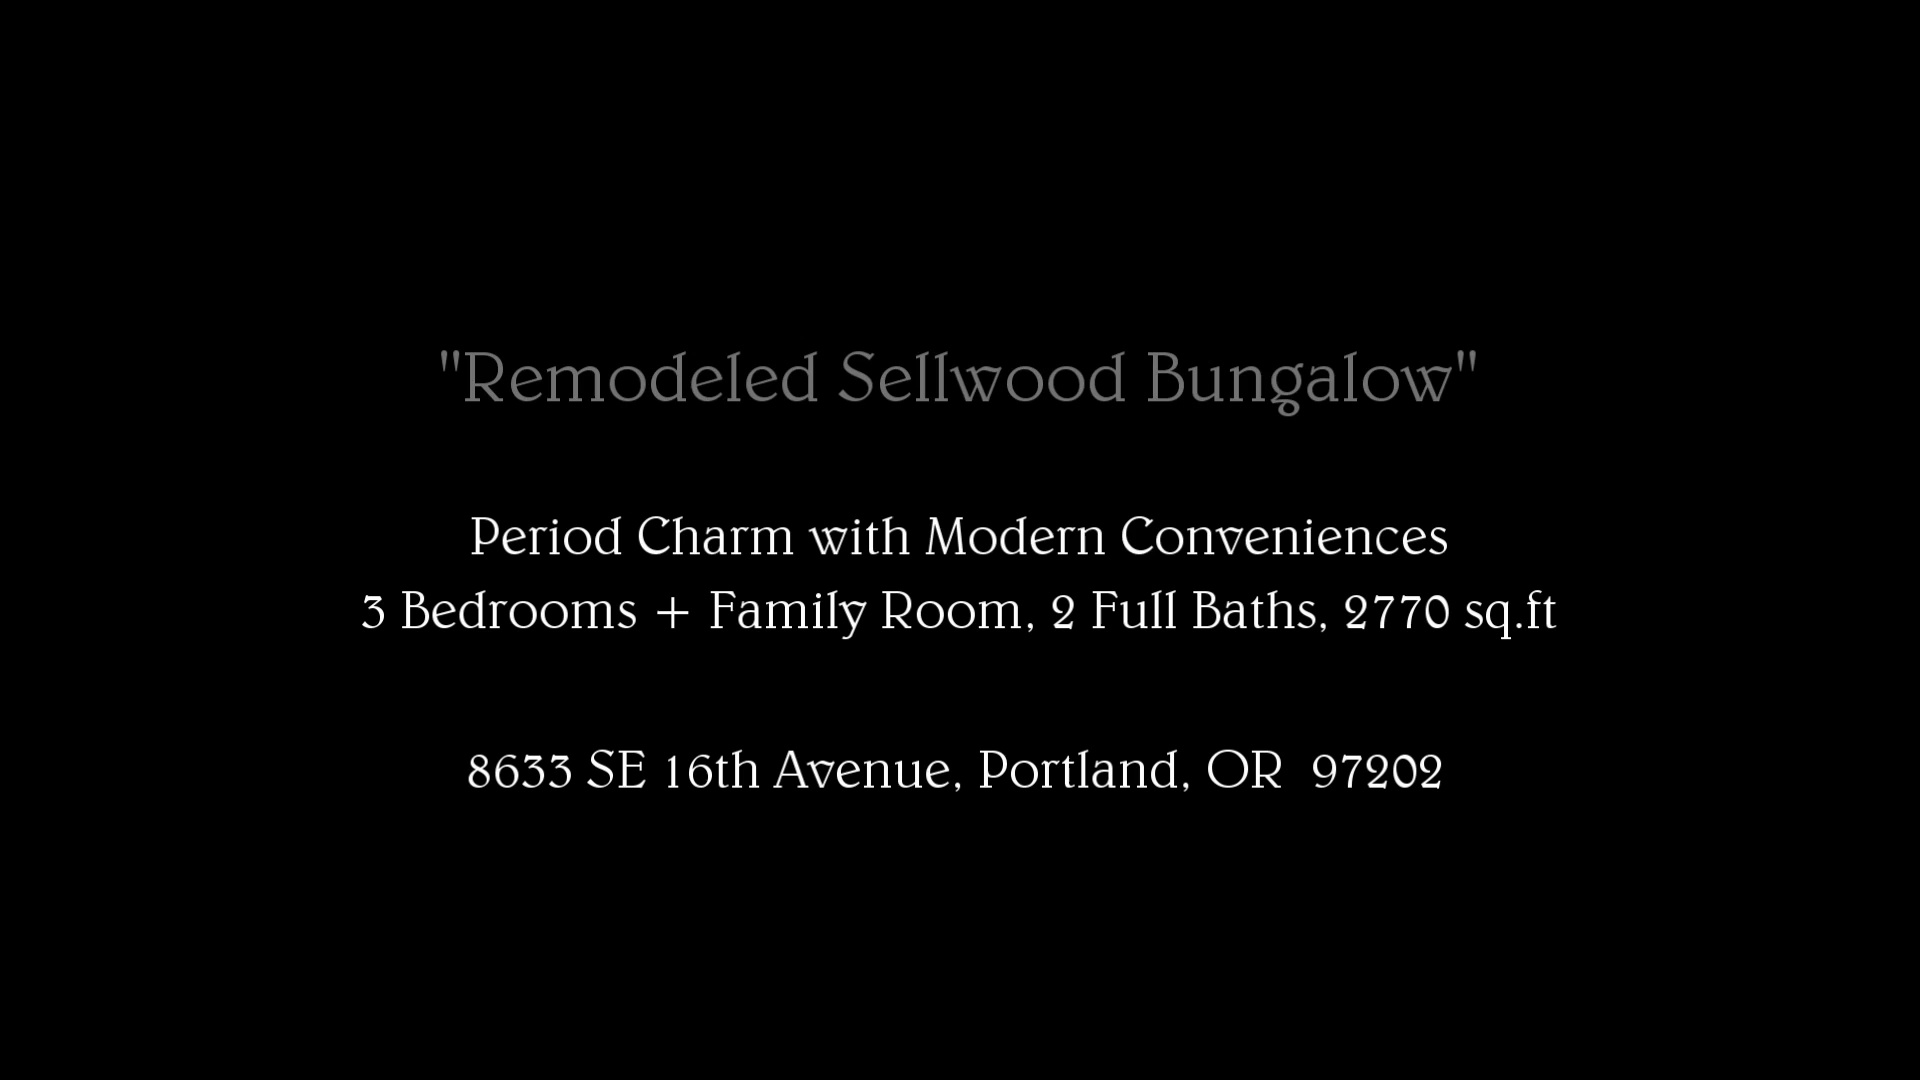 "Remodeled Sellwood Bungalow"
Period Charm with Modern Conveniences
3 Bedrooms + Family Room, 2 Full Baths, 2770 sq.ft
8633 SE 16th Avenue, Portland, OR  97202